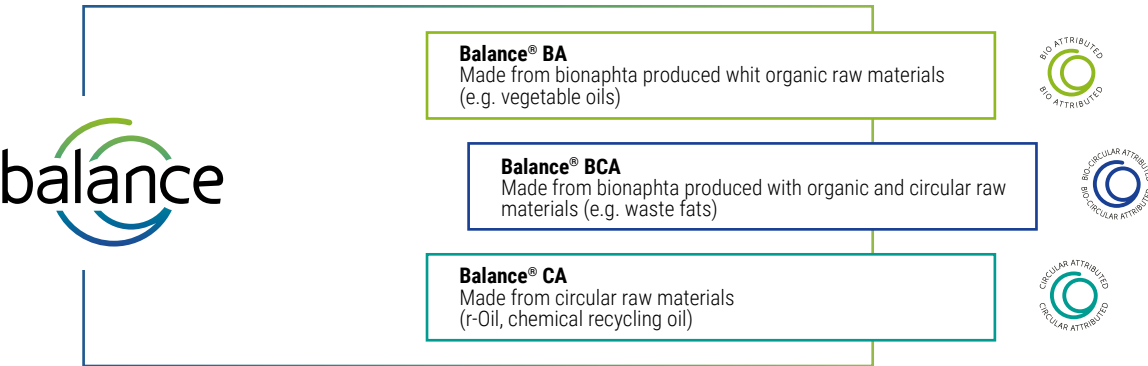 balance
Balance® BA
Made from bionaphta produced whit organic raw materials
(e.g. vegetable oils)
BIO ATTRIBUTED
BIO ATTRIBUTED
Balance® BCA
Made from bionaphta produced with organic and circular raw
materials (e.g. waste fats)
BIO-CIRCULAR ATTRIBUTED
BIO-CIRCULAR ATTRIBUTED
Balance® CA
Made from circular raw materials
(r-Oil, chemical recycling oil)
CIRCULAR ATTRIBUTED
CIRCULAR ATTRIBUTED